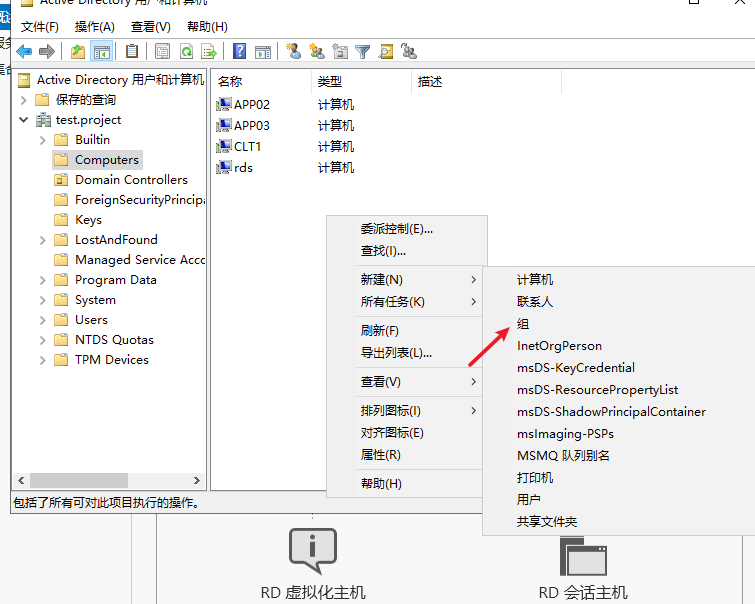 Active Directory 用户和计算机
文件(F) 操作(A) 查看(V) 帮助(H)
Active Directory 用户和计算机
保存的查询
test.project
Builtin
Computers
Domain Controllers
ForeignSecurityPrincipa
Keys
LostAndFound
Managed Service Acco
Program Data
System
Users
NTDS Quotas
TPM Devices
名称 类型 描述
APP02 计算机
APP03 计算机
CLT1 计算机
rds 计算机
委派控制(E)...
查找(I)...
新建(N)
所有任务(K)
刷新(F)
导出列表(L)...
查看(V)
排列图标(I)
对齐图标(E)
属性(R)
帮助(H)
计算机
联系人
组
InetOrgPerson
msDS-KeyCredential
msDS-ResourcePropertyList
msDS-ShadowPrincipalContainer
msImaging-PSPs
MSMQ 队列别名
打印机
用户
共享文件夹
包括了所有可对此项目执行的操作。
RD 虚拟化主机
RD 会话主机